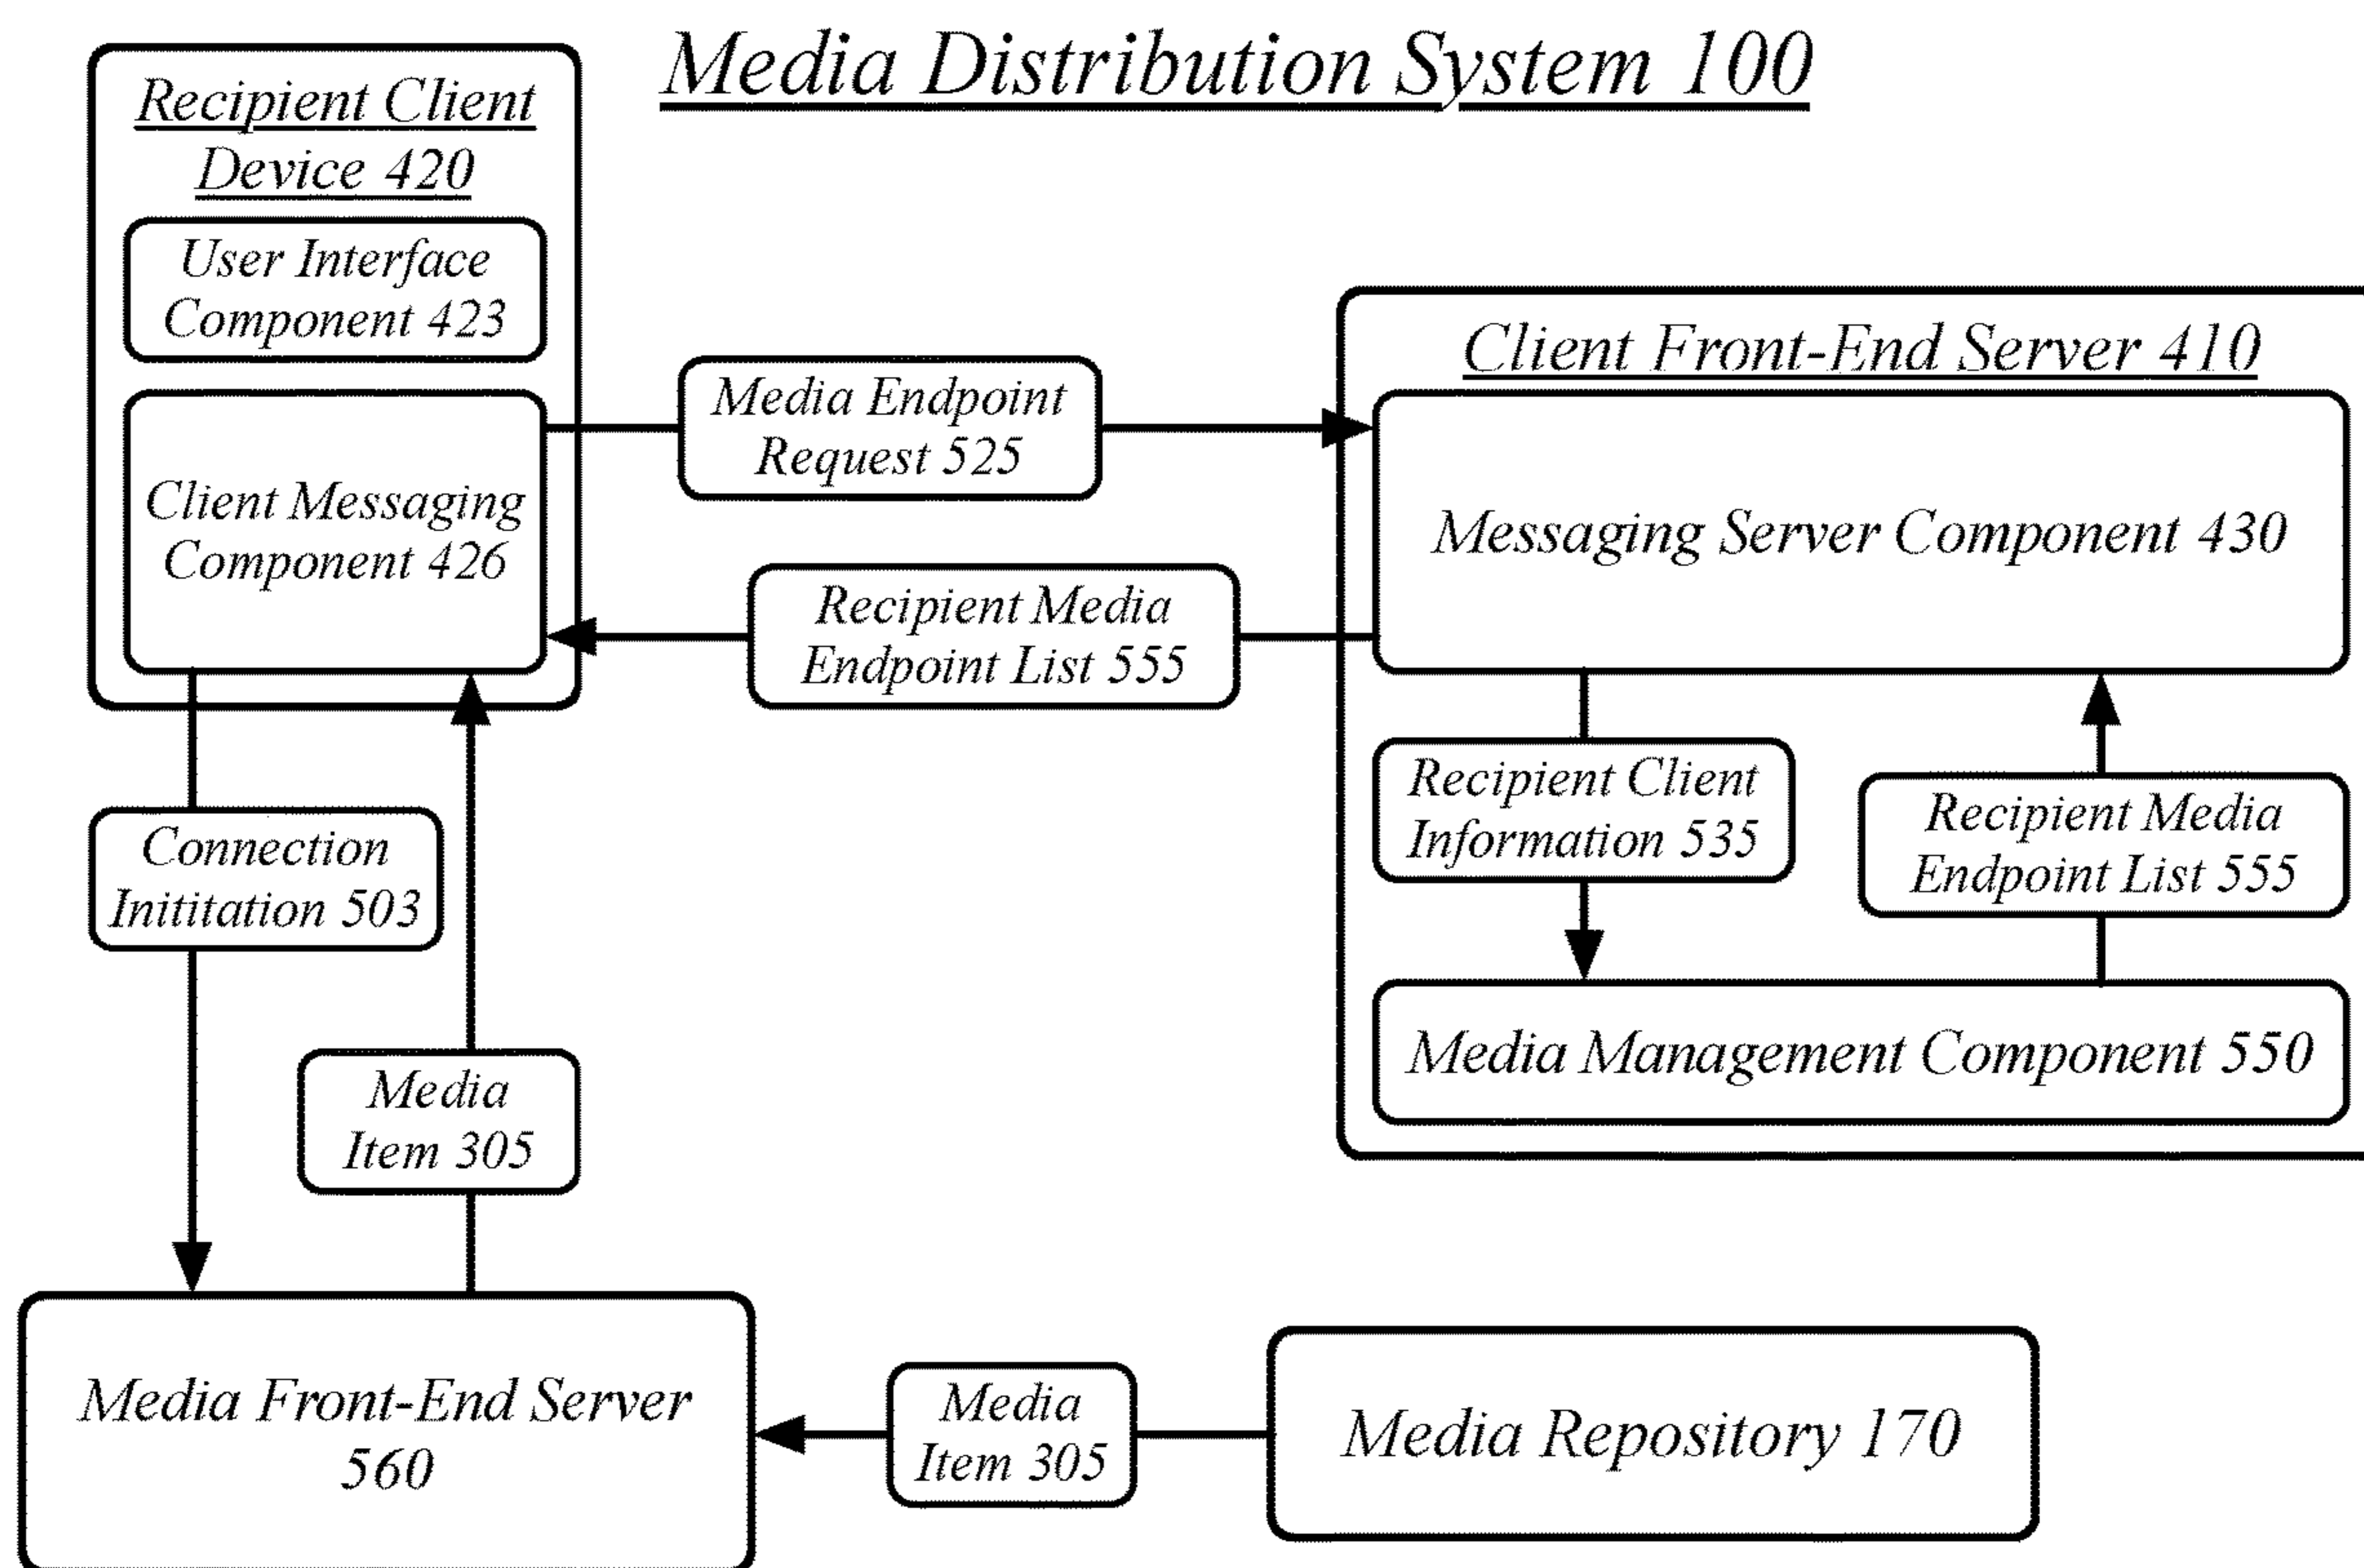 Media Distribution System 100
Recipient Client
Device 420
User Interface
Component 423
Client Messaging
Component 426
Media Endpoint
Request 525
Recipient Media
Endpoint List 555
Client Front-End Server 410
Messaging Server Component 430
Recipient Client
Information 535
Recipient Media
Endpoint List 555
Media Management Component 550
Connection
Inititation 503
Media
Item 305
Media Front-End Server
560
Media
Item 305
Media Repository 170